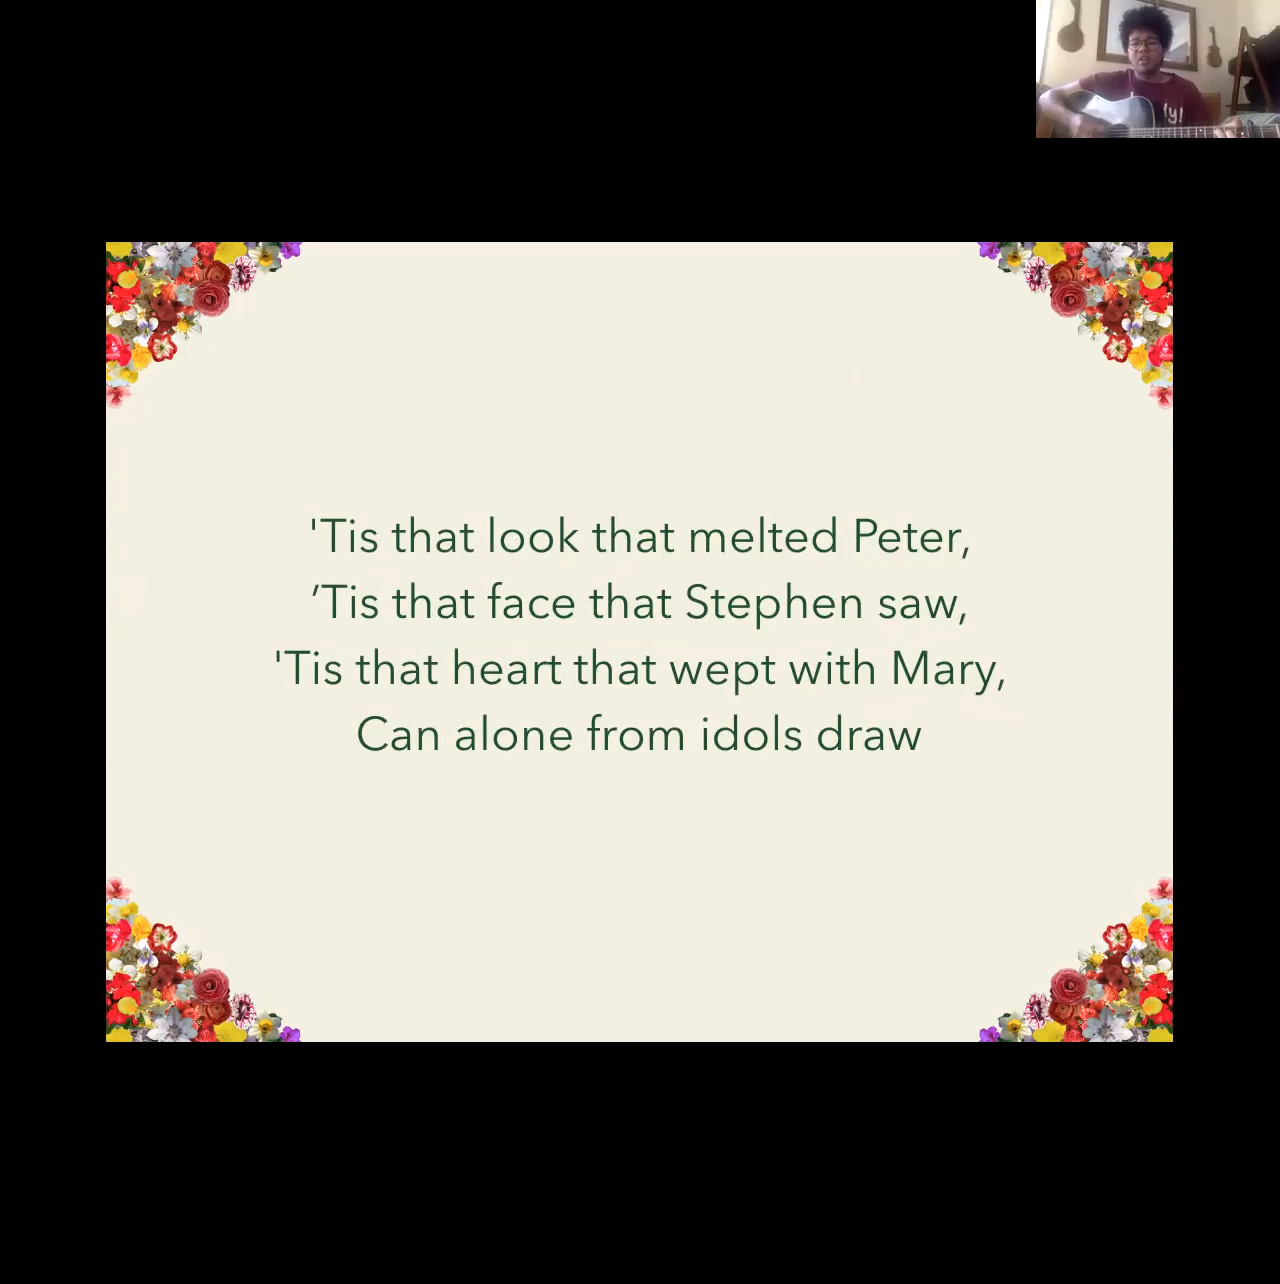 'Tis that look that melted Peter,
’Tis that face that Stephen saw,
'Tis that heart that wept with Mary,
Can alone from idols draw